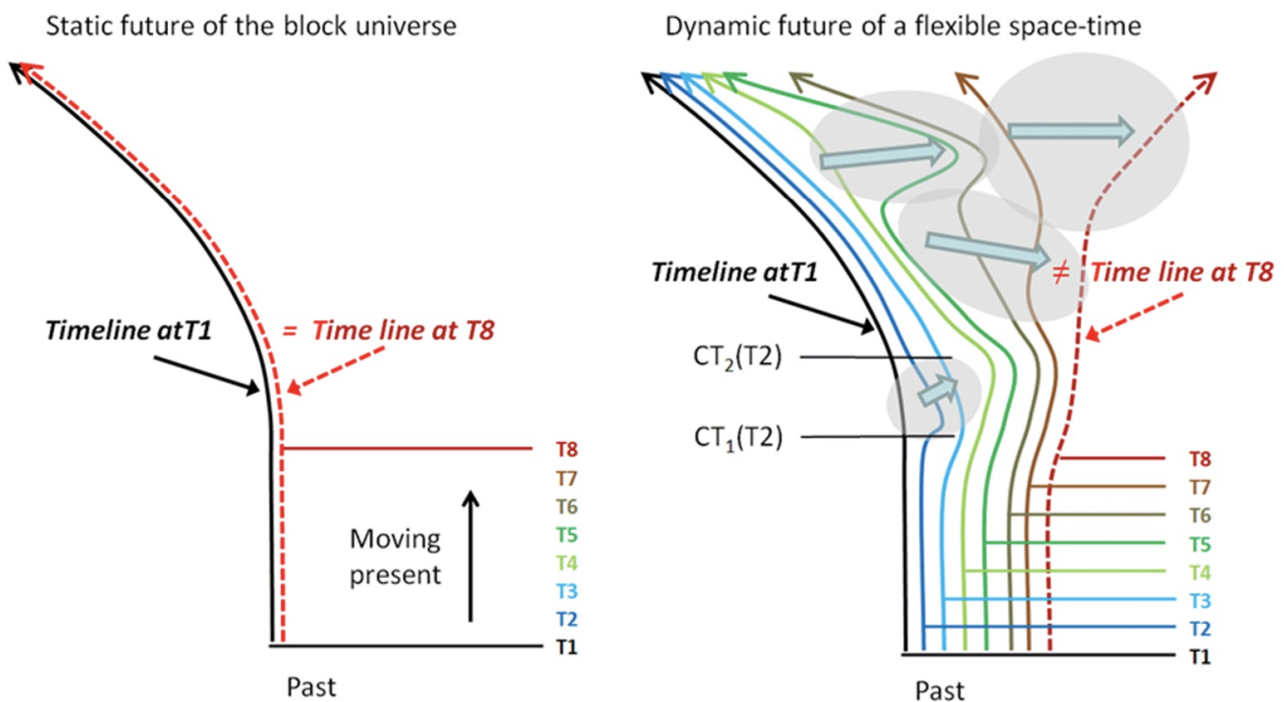 Static future of the block universe
Timeline atT1
= Time line at T8
T8
T7
T6
T5
T4
T3
T2
T1
Moving
present
Past
Dynamic future of a flexible space-time
Timeline atT1
≠ Time line at T8
CT₂(T2)
CT₁(T2)
T8
T7
T6
T5
T4
T3
T2
T1
Past